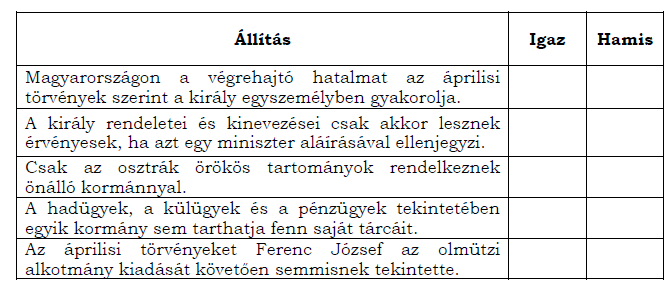 Állítás Igaz Hamis
Magyarországon a végrehajtó hatalmat az áprilisi
törvények szerint a király egyszemélyben gyakorolja.
A király rendeletei és kinevezései csak akkor lesznek
érvényesek, ha azt egy miniszter aláírásával ellenjegyzi.
Csak az osztrák örökös tartományok rendelkeznek
önálló kormánnyal.
A hadügyek, a külügyek és a pénzügyek tekintetében
egyik kormány sem tarthatja fenn saját tárcáit.
Az áprilisi törvényeket Ferenc József az olmützi
alkotmány kiadását követően semmisnek tekintette.